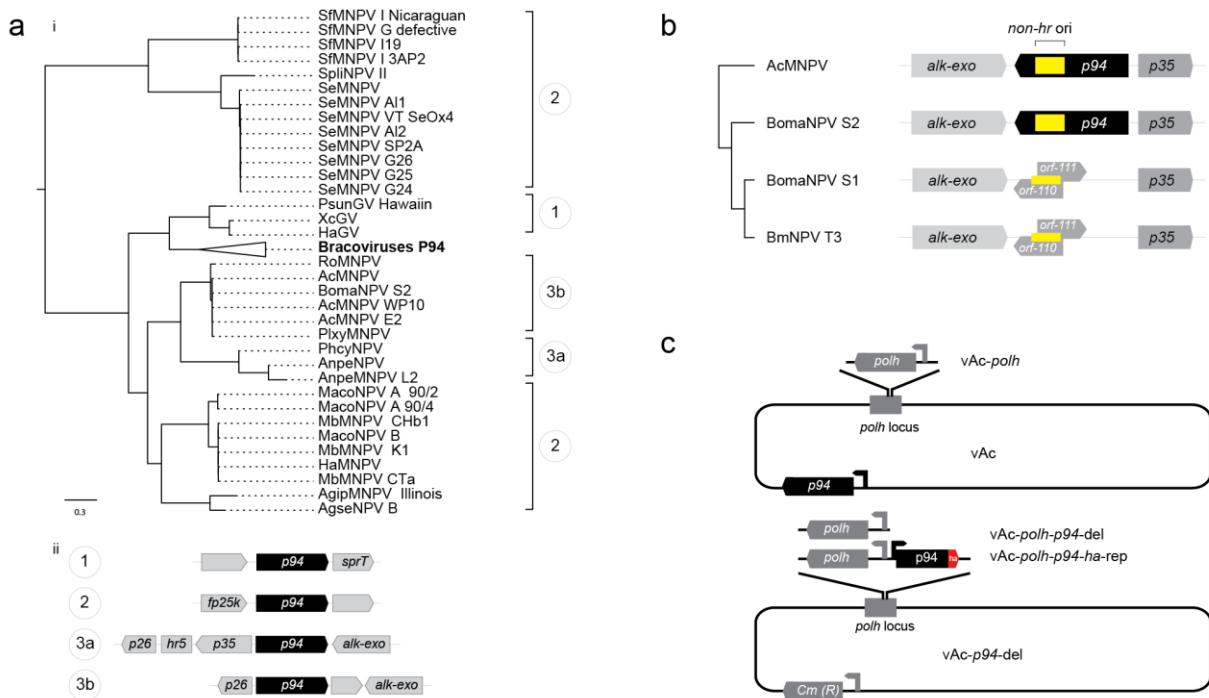 a
i
SfMNPV I Nicaraguan
SfMNPV G defective
SfMNPV I19
SfMNPV I 3AP2
SpliNPV II
SeMNPV
SeMNPV Al1
SeMNPV VT SeOx4
SeMNPV Al2
SeMNPV SP2A
SeMNPV G26
SeMNPV G25
SeMNPV G24
PsunGV Hawaiin
XcGV
HaGV
Bracoviruses P94
RoMNPV
AcMNPV
BomaNPV S2
AcMNPV WP10
AcMNPV E2
PlxyMNPV
PhcyNPV
AnpeNPV
AnpeMNPV L2
MacoNPV A 90/2
MacoNPV A 90/4
MbMNPV CHb1
MacoNPV B
MbMNPV K1
HaMNPV
MbMNPV CTa
AgipMNPV Illinois
AgseNPV B
2
1
3b
3a
2
0.3
ii
1 p94 sprT
2 fp25k p94
3a p26 hr5 p35 p94 alk-exo
3b p26 p94 alk-exo
b
non-hr ori
AcMNPV alk-exo p94 p35
BomaNPV S2 alk-exo p94 p35
BomaNPV S1 alk-exo orf-111 orf-110 p35
BmNPV T3 alk-exo orf-111 orf-110 p35
c
polh vAc-polh
polh locus
vAc
p94
polh vAc-polh-p94-del
polh p94 ha vAc-polh-p94-ha-rep
polh locus
vAc-p94-del
Cm (R)